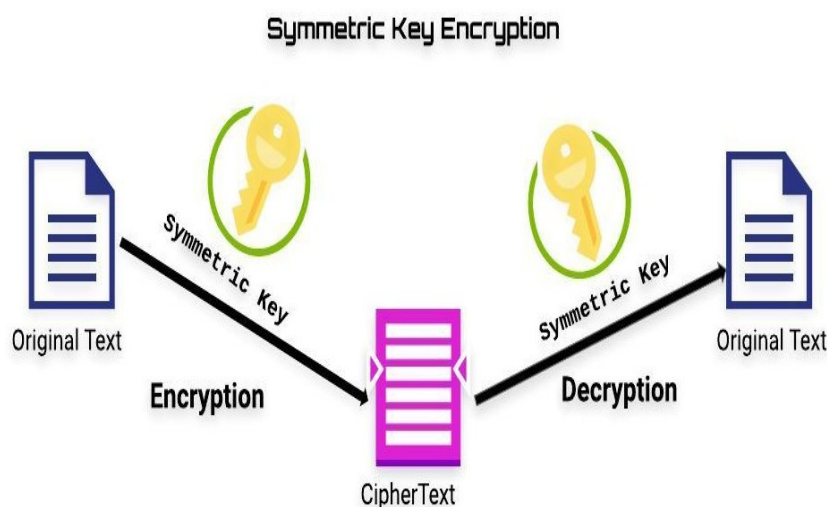 Symmetric Key Encryption
Symmetric Key
Symmetric Key
Original Text
Original Text
Encryption
Decryption
CipherText